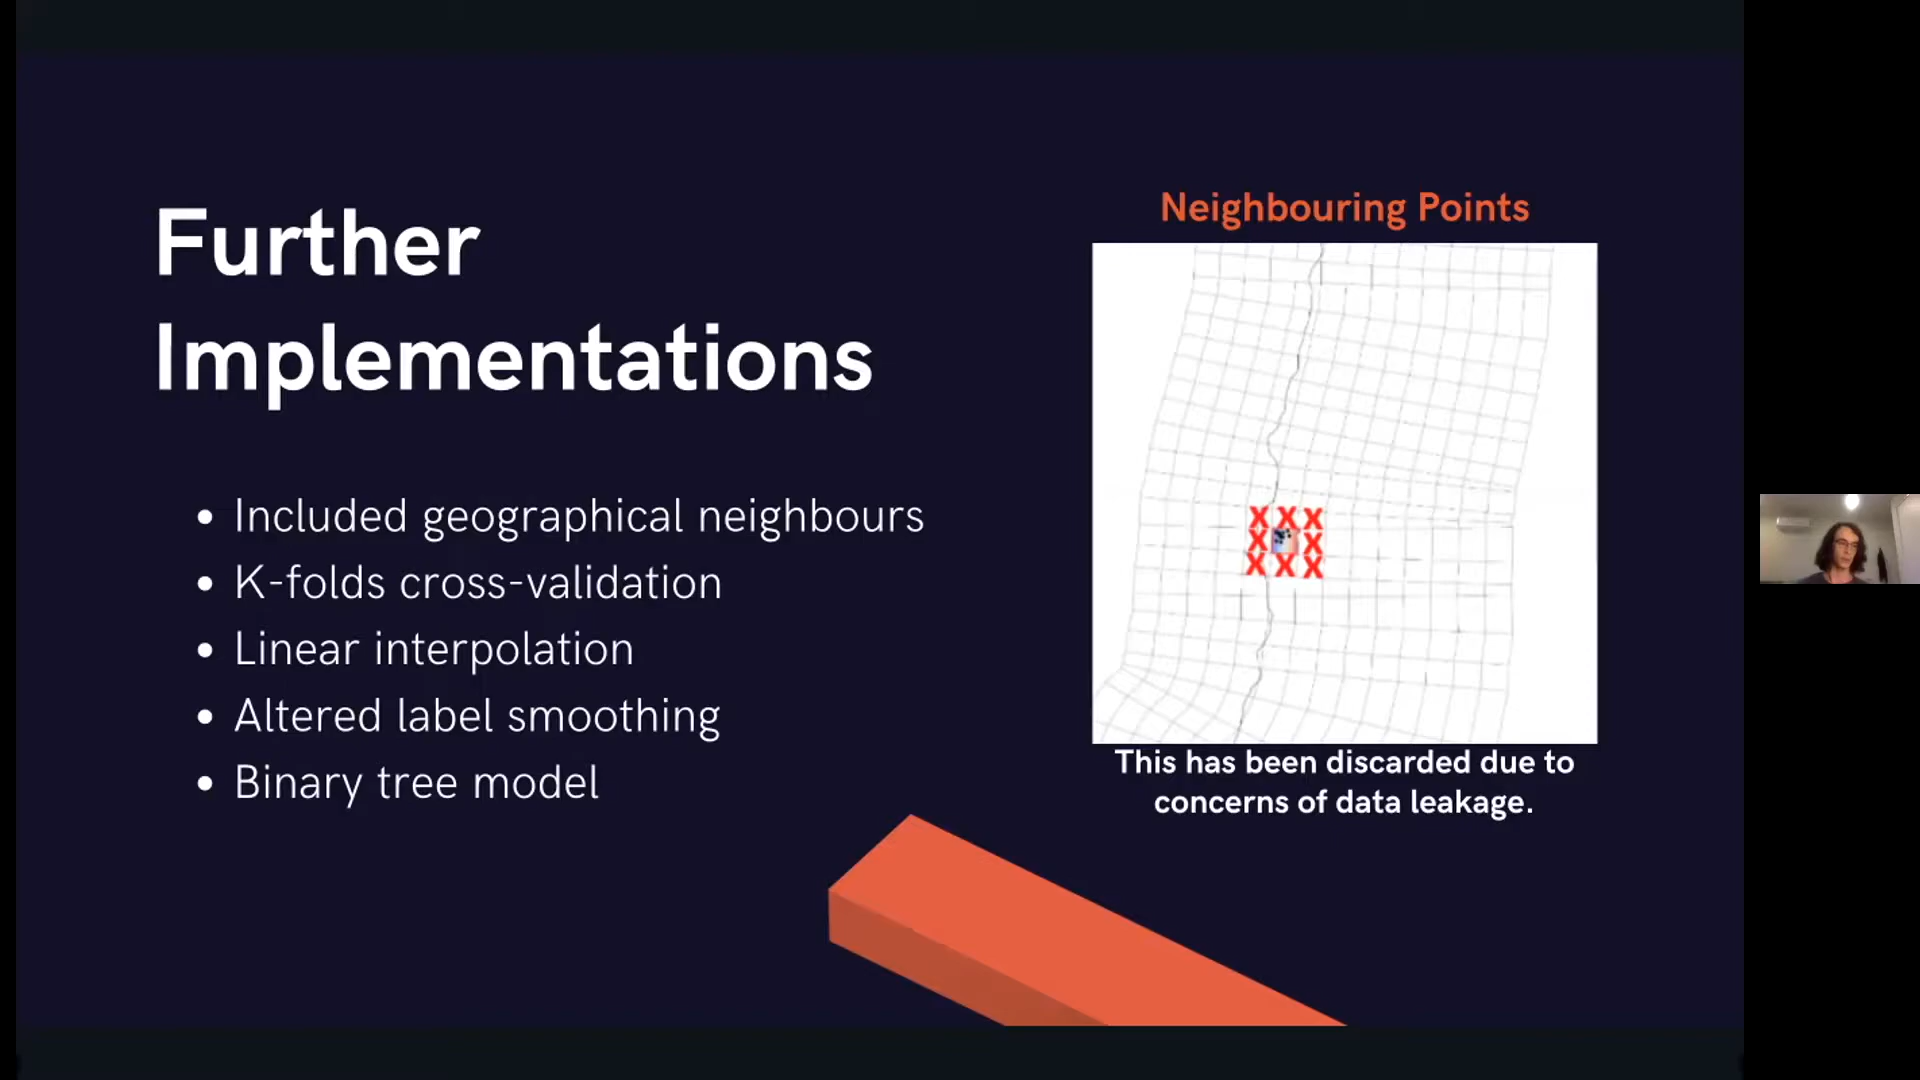 Further
Implementations
• Included geographical neighbours
• K-folds cross-validation
• Linear interpolation
• Altered label smoothing
• Binary tree model
Neighbouring Points
X X X
X X
X X X
This has been discarded due to
concerns of data leakage.